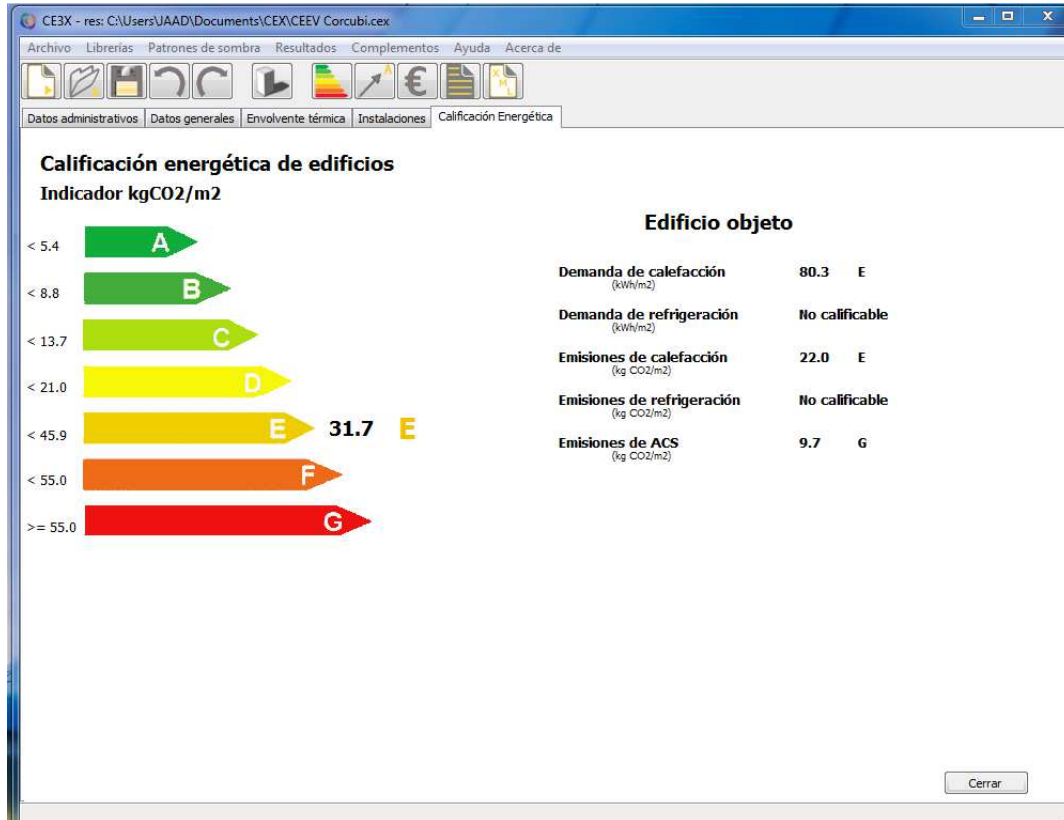 CE3X - res: C:\Users\JAAD\Documents\CEX\CEEV Corcubi.cex
Archivo Librerías Patrones de sombra Resultados Complementos Ayuda Acerca de
Datos administrativos Datos generales Envolvente térmica Instalaciones Calificación Energética
Calificación energética de edificios
Indicador kgCO2/m2
< 5.4 A
< 8.8 B
< 13.7 C
< 21.0 D
< 45.9 E 31.7 E
< 55.0 F
>= 55.0 G
Edificio objeto
Demanda de calefacción 80.3 E
(kWh/m2)
Demanda de refrigeración No calificable
(kWh/m2)
Emisiones de calefacción 22.0 E
(kg CO2/m2)
Emisiones de refrigeración No calificable
(kg CO2/m2)
Emisiones de ACS 9.7 G
(kg CO2/m2)
Cerrar